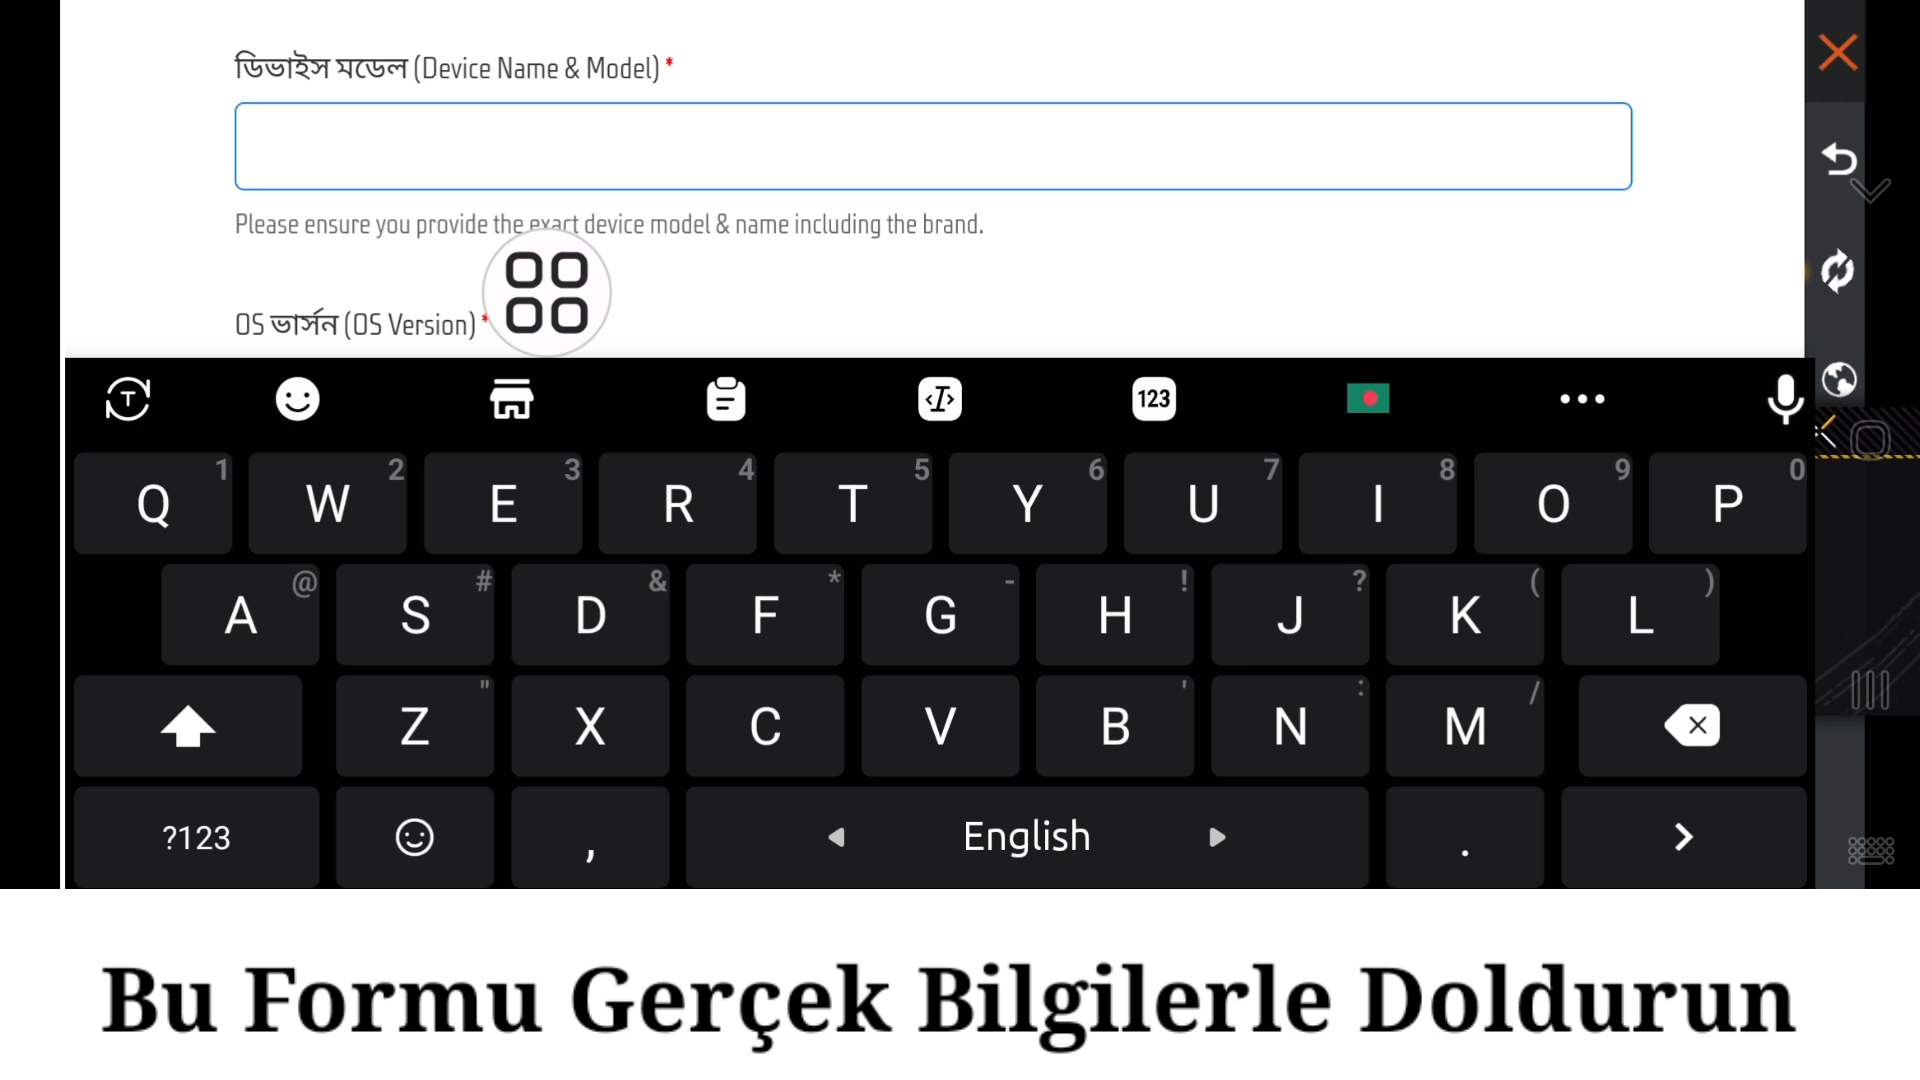 ডিভাইস মডেল (Device Name & Model) *
Please ensure you provide the exact device model & name including the brand.
OS ভার্সন (OS Version) *
T </> 123
Q 1 W 2 E 3 R 4 T 5 Y 6 U 7 I 8 O 9 P 0
A @ S # D & F * G - H ! J ? K ( L )
Z " X C V B ' N : M /
?123 , English .
Bu Formu Gerçek Bilgilerle Doldurun